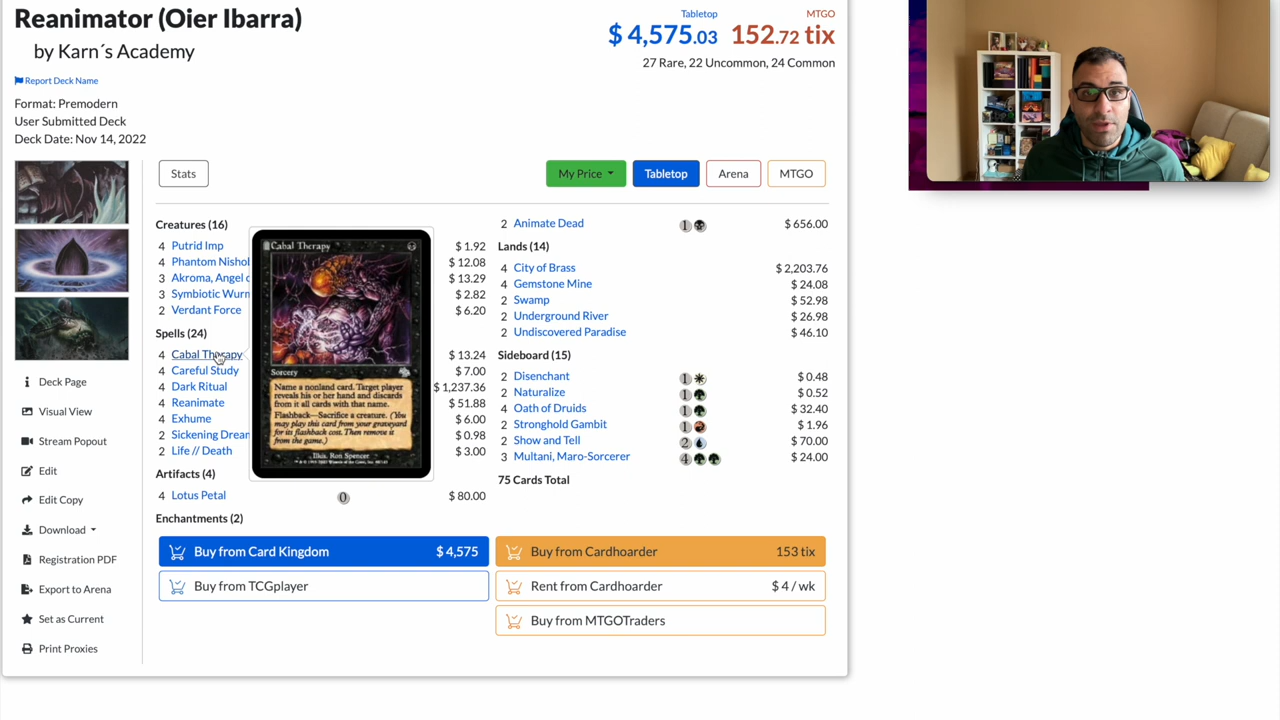 Reanimator (Oier Ibarra)
by Karn´s Academy
Tabletop
$ 4,575.03
MTGO
152.72 tix
27 Rare, 22 Uncommon, 24 Common
Report Deck Name
Format: Premodern
User Submitted Deck
Deck Date: Nov 14, 2022
Stats
My Price
Tabletop
Arena
MTGO
Creatures (16)
4 Putrid Imp $ 1.92
4 Phantom Nishol $ 12.08
3 Akroma, Angel o $ 13.29
3 Symbiotic Wurm $ 2.82
2 Verdant Force $ 6.20
Spells (24)
4 Cabal Therapy $ 13.24
4 Careful Study $ 7.00
4 Dark Ritual $ 1,237.36
4 Reanimate $ 51.88
4 Exhume $ 6.00
2 Sickening Drean $ 0.98
2 Life // Death $ 3.00
Artifacts (4)
4 Lotus Petal 0 $ 80.00
Enchantments (2)
Cabal Therapy
Sorcery
Name a nonland card. Target player
reveals his or her hand and discards
from it all cards with that name.
Flashback—Sacrifice a creature. (You
may play this card from your graveyard
for its flashback cost. Then remove it
from the game.)
Illus. Ron Spencer
2 Animate Dead 1 $ 656.00
Lands (14)
4 City of Brass $ 2,203.76
4 Gemstone Mine $ 24.08
2 Swamp $ 52.98
2 Underground River $ 26.98
2 Undiscovered Paradise $ 46.10
Sideboard (15)
2 Disenchant 1 $ 0.48
2 Naturalize 1 $ 0.52
4 Oath of Druids 1 $ 32.40
2 Stronghold Gambit 1 $ 1.96
2 Show and Tell 2 $ 70.00
3 Multani, Maro-Sorcerer 4 $ 24.00
75 Cards Total
Deck Page
Visual View
Stream Popout
Edit
Edit Copy
Download
Registration PDF
Export to Arena
Set as Current
Print Proxies
Buy from Card Kingdom $ 4,575
Buy from TCGplayer
Buy from Cardhoarder 153 tix
Rent from Cardhoarder $ 4 / wk
Buy from MTGOTraders